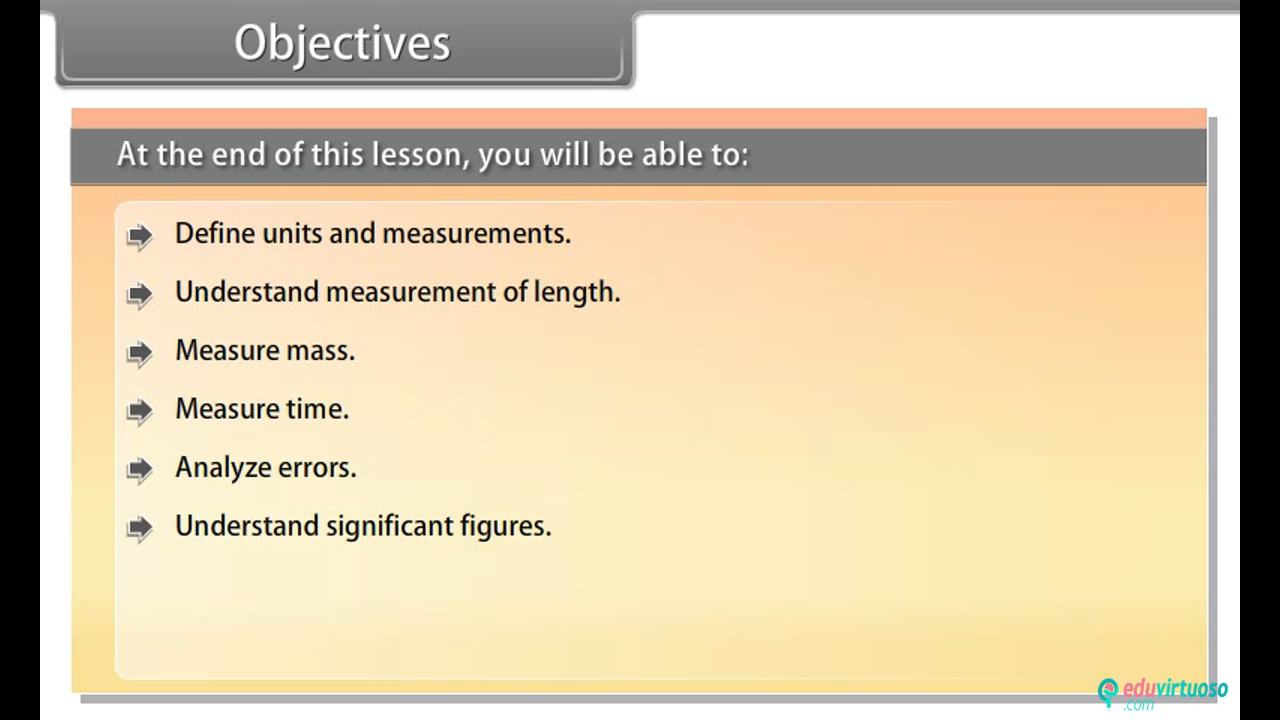 Objectives
At the end of this lesson, you will be able to:
Define units and measurements.
Understand measurement of length.
Measure mass.
Measure time.
Analyze errors.
Understand significant figures.
eduvirtuoso
.com